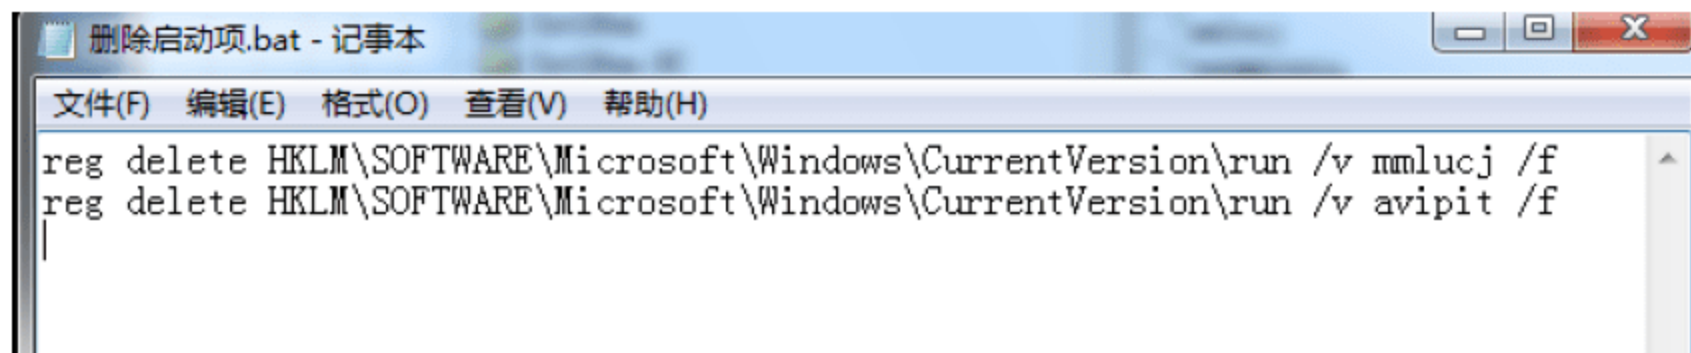 删除启动项.bat - 记事本
文件(F) 编辑(E) 格式(O) 查看(V) 帮助(H)
reg delete HKLM\SOFTWARE\Microsoft\Windows\CurrentVersion\run /v mmlucj /f
reg delete HKLM\SOFTWARE\Microsoft\Windows\CurrentVersion\run /v avipit /f